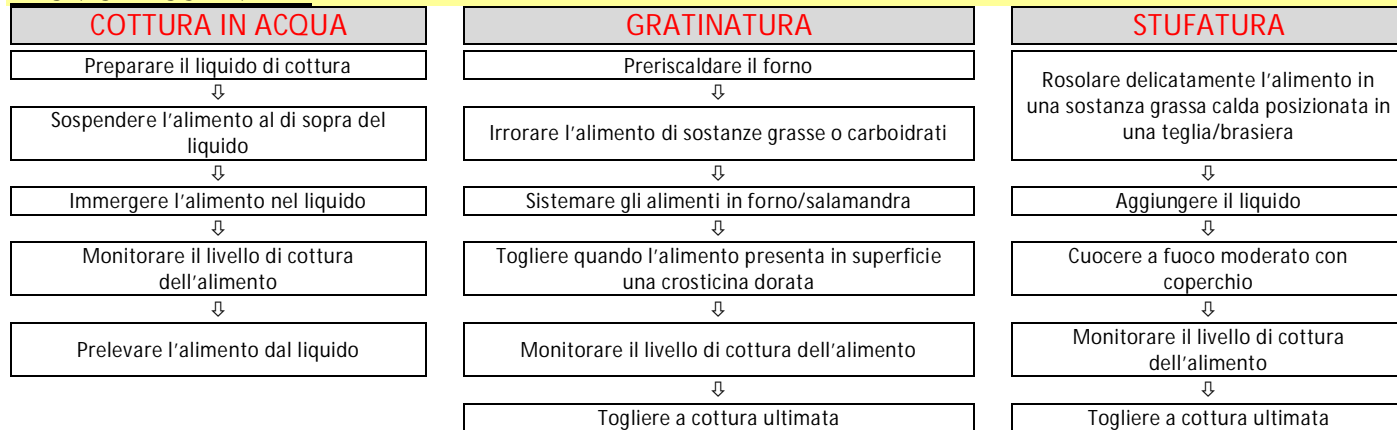 COTTURA IN ACQUA
Preparare il liquido di cottura
⇩
Sospendere l'alimento al di sopra del
liquido
⇩
Immergere l'alimento nel liquido
⇩
Monitorare il livello di cottura
dell'alimento
⇩
Prelevare l'alimento dal liquido
GRATINATURA
Preriscaldare il forno
⇩
Irrorare l'alimento di sostanze grasse o carboidrati
⇩
Sistemare gli alimenti in forno/salamandra
⇩
Togliere quando l'alimento presenta in superficie
una crosticina dorata
⇩
Monitorare il livello di cottura dell'alimento
⇩
Togliere a cottura ultimata
STUFATURA
Rosolare delicatamente l'alimento in
una sostanza grassa calda posizionata in
una teglia/brasiera
⇩
Aggiungere il liquido
⇩
Cuocere a fuoco moderato con
coperchio
⇩
Monitorare il livello di cottura
dell'alimento
⇩
Togliere a cottura ultimata